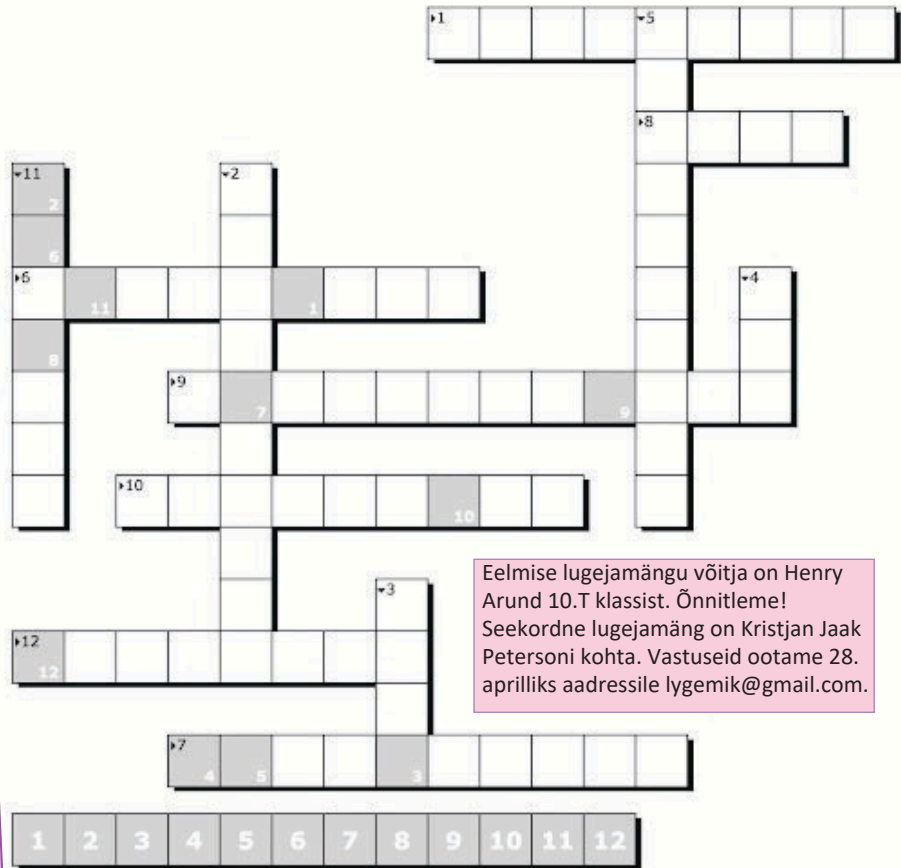 1 5
8
11 2
2
6
6 11 1 4
8
9 7 9
10 10
3
12
12
7
4 5 3
1 2 3 4 5 6 7 8 9 10 11 12
Eelmise lugejamängu võitja on Henry
Arund 10.T klassist. Õnnitleme!
Seekordne lugejamäng on Kristjan Jaak
Petersoni kohta. Vastuseid ootame 28.
aprilliks aadressile lygemik@gmail.com.